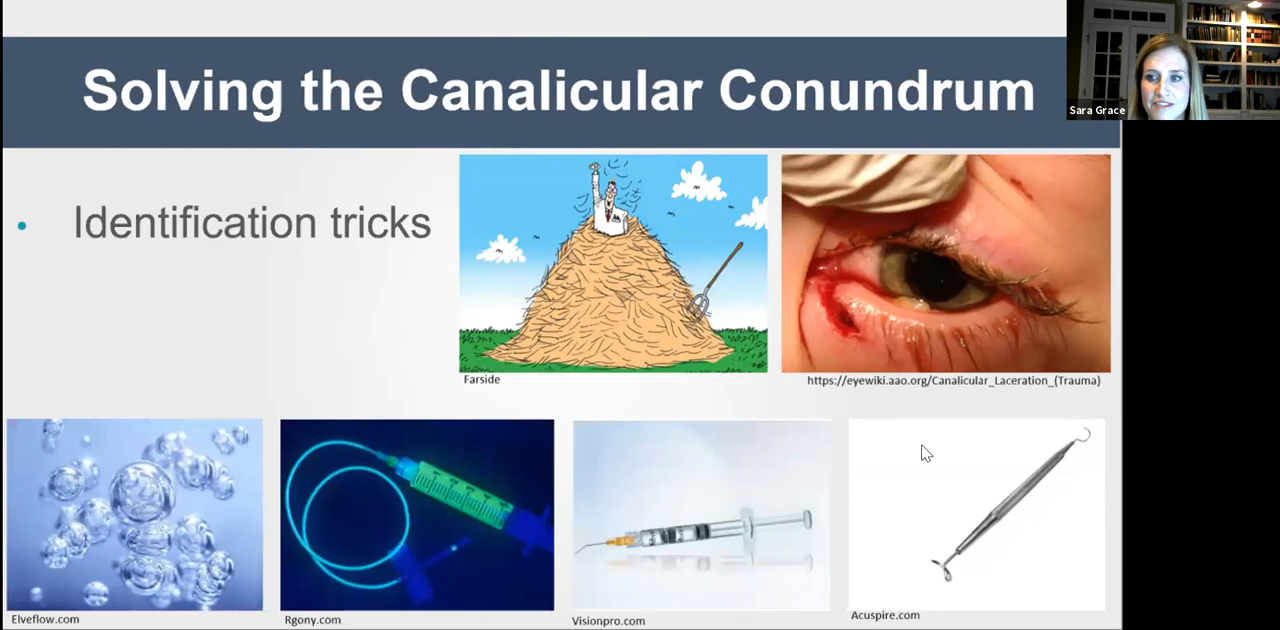 Solving the Canalicular Conundrum
Sara Grace
• Identification tricks
Farside
https://eyewiki.aao.org/Canalicular_Laceration_(Trauma)
Elveflow.com
Rgony.com
Visionpro.com
Acuspire.com